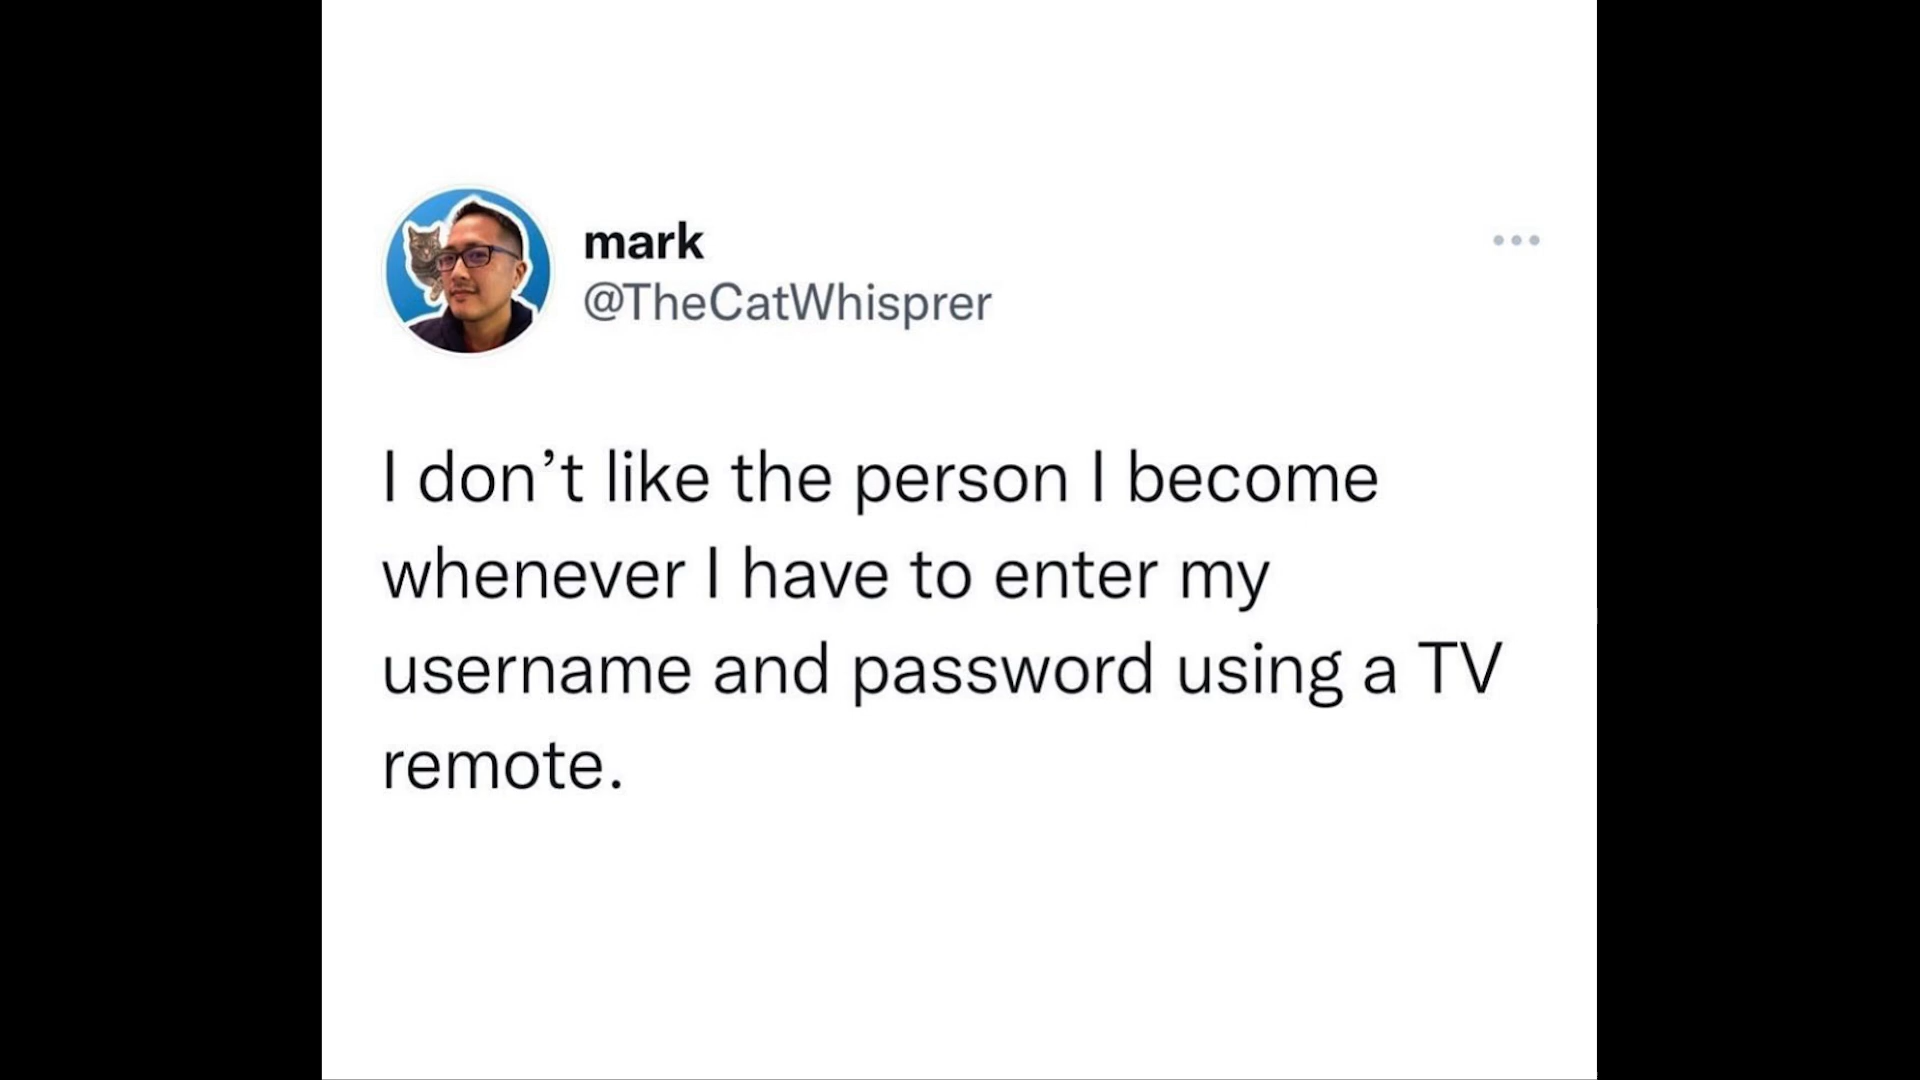 mark
@TheCatWhisprer
I don’t like the person I become
whenever I have to enter my
username and password using a TV
remote.